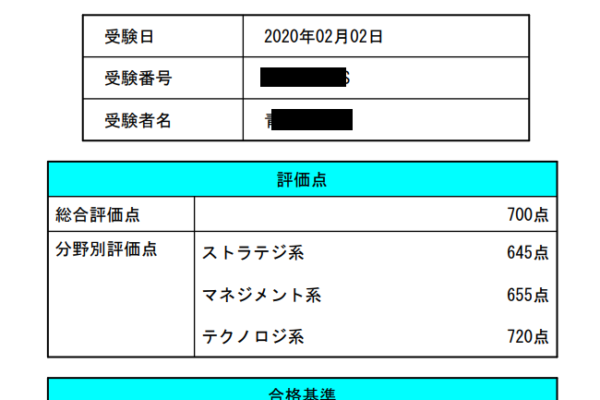 受験日 2020年02月02日
受験番号
受験者名
評価点
総合評価点 700点
分野別評価点 ストラテジ系 645点
マネジメント系 655点
テクノロジ系 720点
合格基準